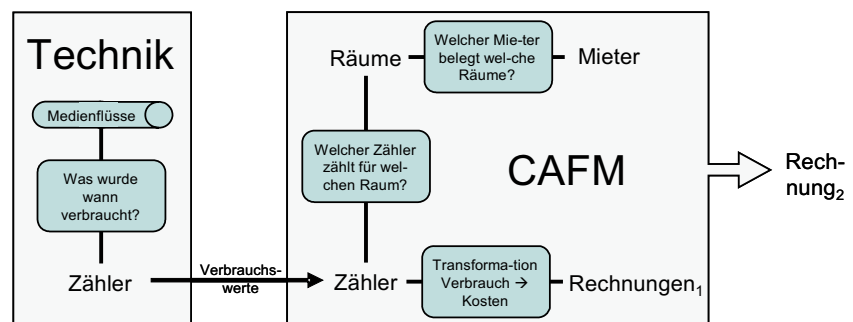 Technik
Medienflüsse
Was wurde
wann
verbraucht?
Zähler
Verbrauchs-
werte
Räume
Welcher Mie-ter
belegt wel-che
Räume?
Mieter
Welcher Zähler
zählt für wel-
chen Raum?
CAFM
Zähler
Transforma-tion
Verbrauch →
Kosten
Rechnungen₁
Rech-
nung₂